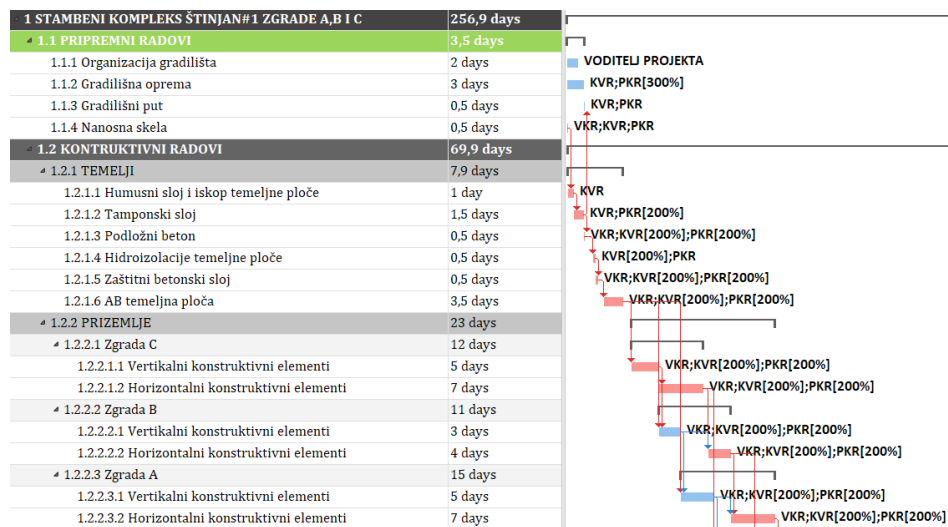 1 STAMBENI KOMPLEKS ŠTINJAN#1 ZGRADE A,B I C 256,9 days
1.1 PRIPREMNI RADOVI 3,5 days
1.1.1 Organizacija gradilišta 2 days VODITELJ PROJEKTA
1.1.2 Gradilišna oprema 3 days KVR;PKR[300%]
1.1.3 Gradilišni put 0,5 days KVR;PKR
1.1.4 Nanosna skela 0,5 days VKR;KVR;PKR
1.2 KONTRUKTIVNI RADOVI 69,9 days
1.2.1 TEMELJI 7,9 days
1.2.1.1 Humusni sloj i iskop temeljne ploče 1 day KVR
1.2.1.2 Tamponski sloj 1,5 days KVR;PKR[200%]
1.2.1.3 Podložni beton 0,5 days VKR;KVR[200%];PKR[200%]
1.2.1.4 Hidroizolacije temeljne ploče 0,5 days KVR[200%];PKR
1.2.1.5 Zaštitni betonski sloj 0,5 days VKR;KVR[200%];PKR[200%]
1.2.1.6 AB temeljna ploča 3,5 days VKR;KVR[200%];PKR[200%]
1.2.2 PRIZEMLJE 23 days
1.2.2.1 Zgrada C 12 days
1.2.2.1.1 Vertikalni konstruktivni elementi 5 days VKR;KVR[200%];PKR[200%]
1.2.2.1.2 Horizontalni konstruktivni elementi 7 days VKR;KVR[200%];PKR[200%]
1.2.2.2 Zgrada B 11 days
1.2.2.2.1 Vertikalni konstruktivni elementi 3 days VKR;KVR[200%];PKR[200%]
1.2.2.2.2 Horizontalni konstruktivni elementi 4 days VKR;KVR[200%];PKR[200%]
1.2.2.3 Zgrada A 15 days
1.2.2.3.1 Vertikalni konstruktivni elementi 5 days VKR;KVR[200%];PKR[200%]
1.2.2.3.2 Horizontalni konstruktivni elementi 7 days VKR;KVR[200%];PKR[200%]